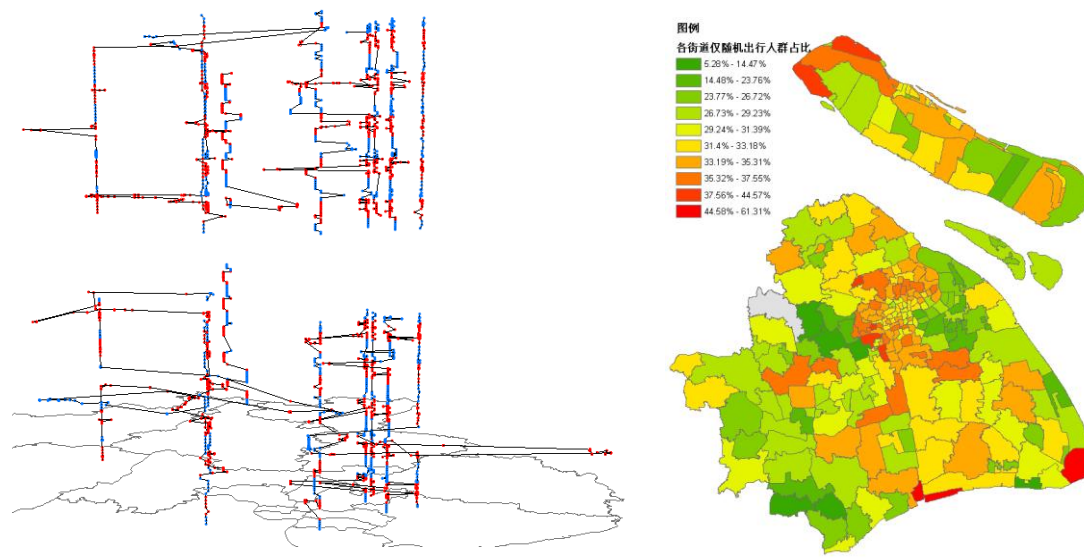 图例
各街道仅随机出行人群占比
5.28% - 14.47%
14.48% - 23.76%
23.77% - 26.72%
26.73% - 29.23%
29.24% - 31.39%
31.4% - 33.18%
33.19% - 35.31%
35.32% - 37.55%
37.56% - 44.57%
44.58% - 61.31%